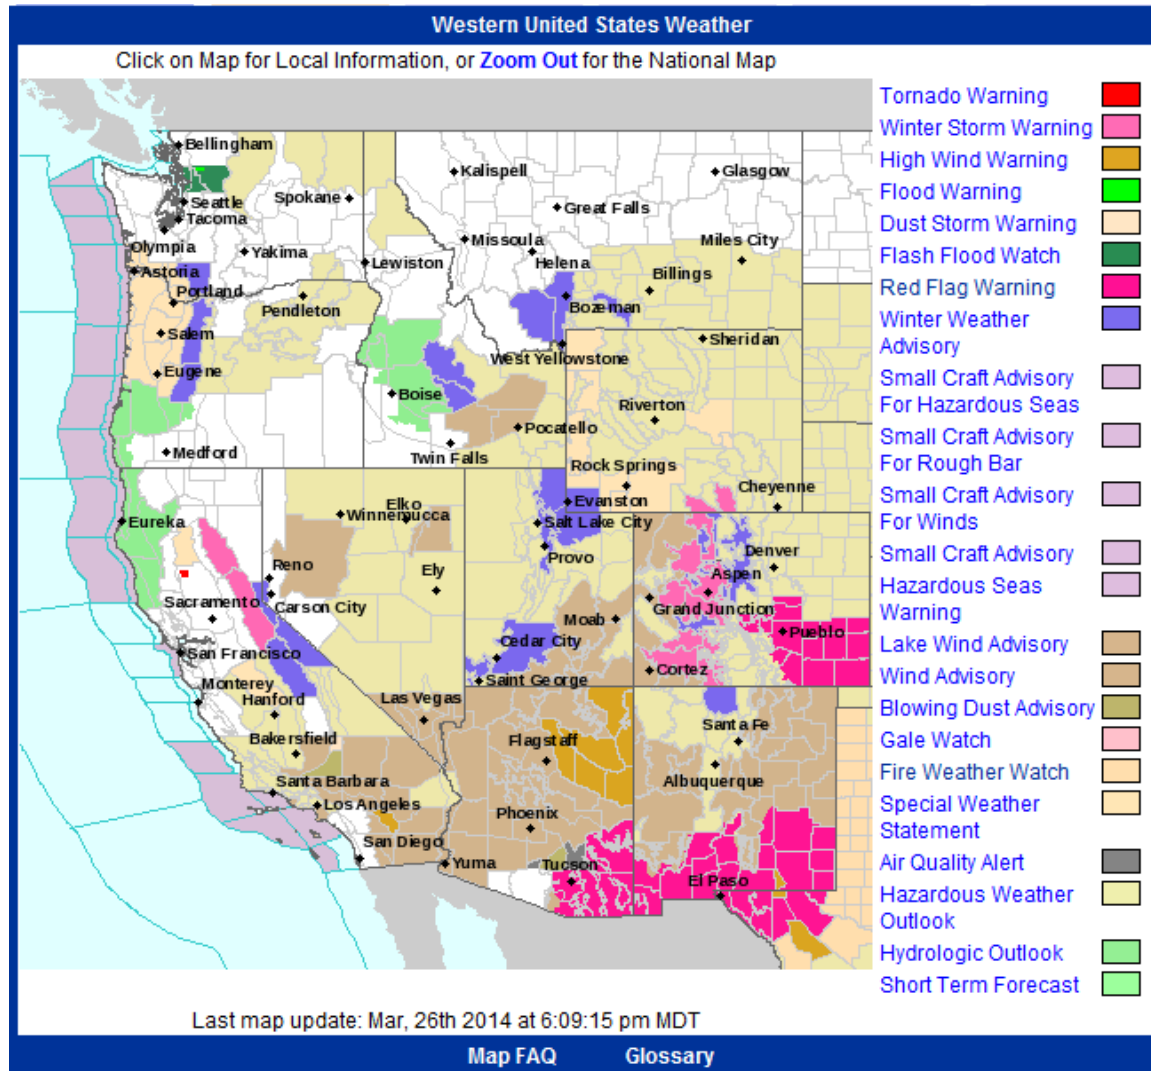 Western United States Weather
Click on Map for Local Information, or Zoom Out for the National Map
Bellingham
Seattle
Tacoma
Olympia
Spokane
Yakima
Astoria
Portland
Pendleton
Lewiston
Salem
Eugene
Medford
Kalispell
Glasgow
Great Falls
Missoula
Helena
Miles City
Billings
Bozeman
West Yellowstone
Sheridan
Boise
Pocatello
Twin Falls
Riverton
Rock Springs
Cheyenne
Evanston
Eureka
Elko
Winnemucca
Salt Lake City
Provo
Reno
Ely
Carson City
Sacramento
San Francisco
Monterey
Hanford
Bakersfield
Denver
Aspen
Grand Junction
Moab
Pueblo
Cedar City
Cortez
Saint George
Las Vegas
Santa Fe
Flagstaff
Albuquerque
Santa Barbara
Los Angeles
Phoenix
San Diego
Yuma
Tucson
El Paso
Tornado Warning
Winter Storm Warning
High Wind Warning
Flood Warning
Dust Storm Warning
Flash Flood Watch
Red Flag Warning
Winter Weather
Advisory
Small Craft Advisory
For Hazardous Seas
Small Craft Advisory
For Rough Bar
Small Craft Advisory
For Winds
Small Craft Advisory
Hazardous Seas
Warning
Lake Wind Advisory
Wind Advisory
Blowing Dust Advisory
Gale Watch
Fire Weather Watch
Special Weather
Statement
Air Quality Alert
Hazardous Weather
Outlook
Hydrologic Outlook
Short Term Forecast
Last map update: Mar, 26th 2014 at 6:09:15 pm MDT
Map FAQ
Glossary